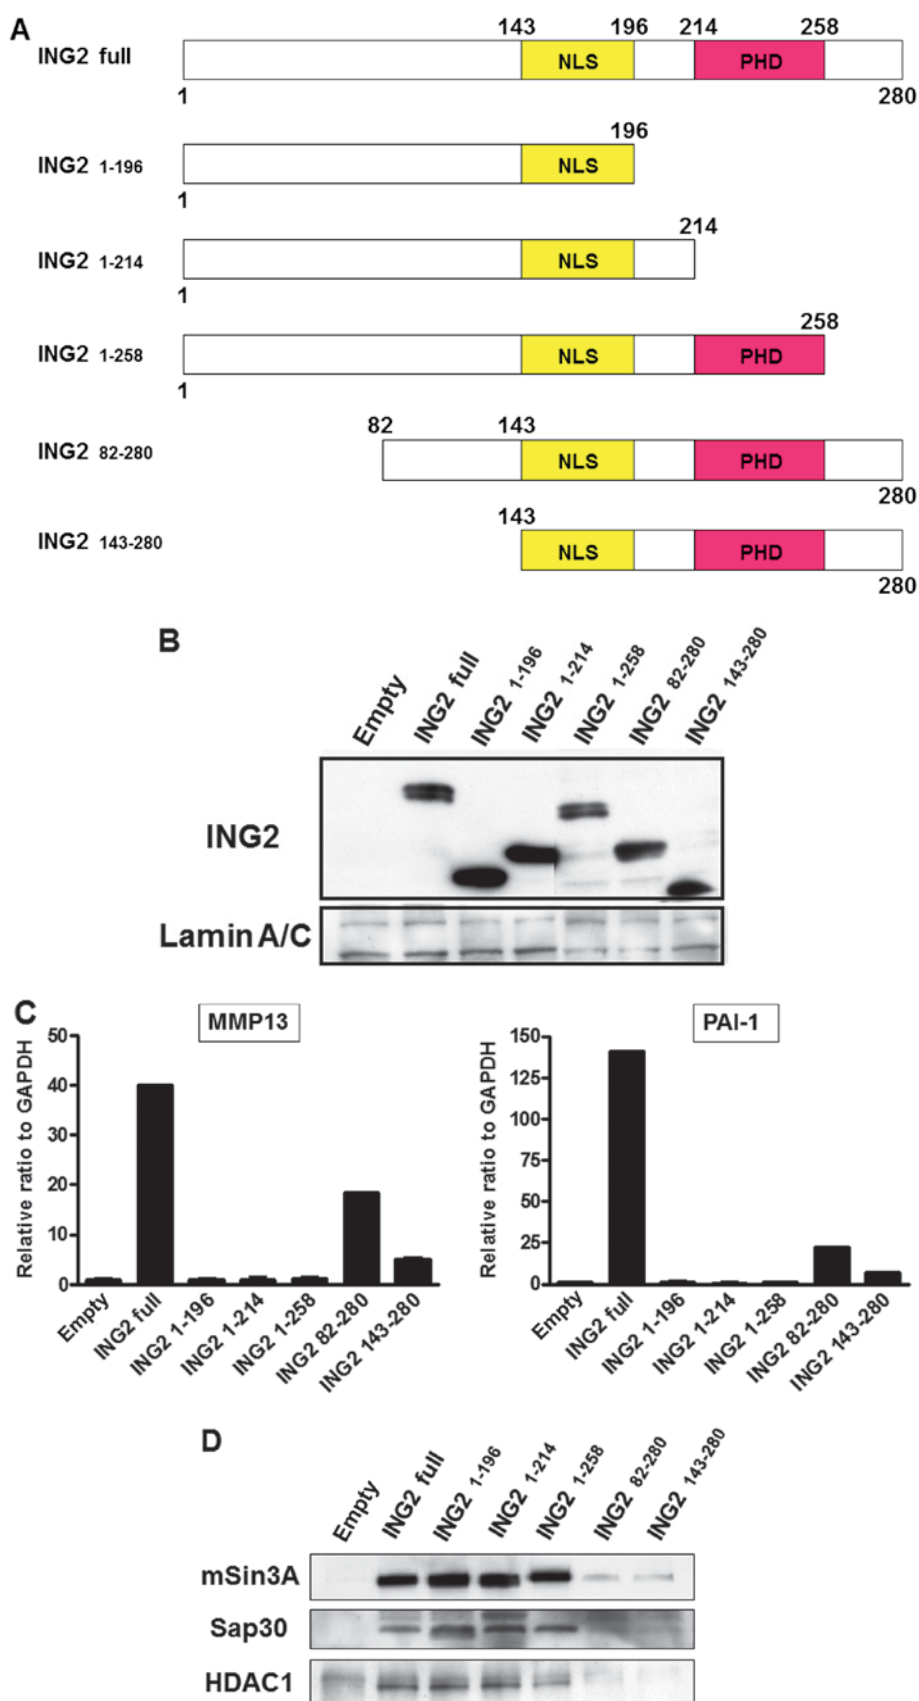 A
143 196 214 258
ING2 full NLS PHD
1 280
196
ING2 1-196 NLS
1
214
ING2 1-214 NLS
1
258
ING2 1-258 NLS PHD
1
82 143
ING2 82-280 NLS PHD
280
143
ING2 143-280 NLS PHD
280
B
Empty
ING2 full
ING2 1-196
ING2 1-214
ING2 1-258
ING2 82-280
ING2 143-280
ING2
Lamin A/C
C
MMP13
Relative ratio to GAPDH
50
40
30
20
10
0
Empty
ING2 full
ING2 1-196
ING2 1-214
ING2 1-258
ING2 82-280
ING2 143-280
PAI-1
Relative ratio to GAPDH
150
125
100
75
50
25
0
Empty
ING2 full
ING2 1-196
ING2 1-214
ING2 1-258
ING2 82-280
ING2 143-280
D
Empty
ING2 full
ING2 1-196
ING2 1-214
ING2 1-258
ING2 82-280
ING2 143-280
mSin3A
Sap30
HDAC1